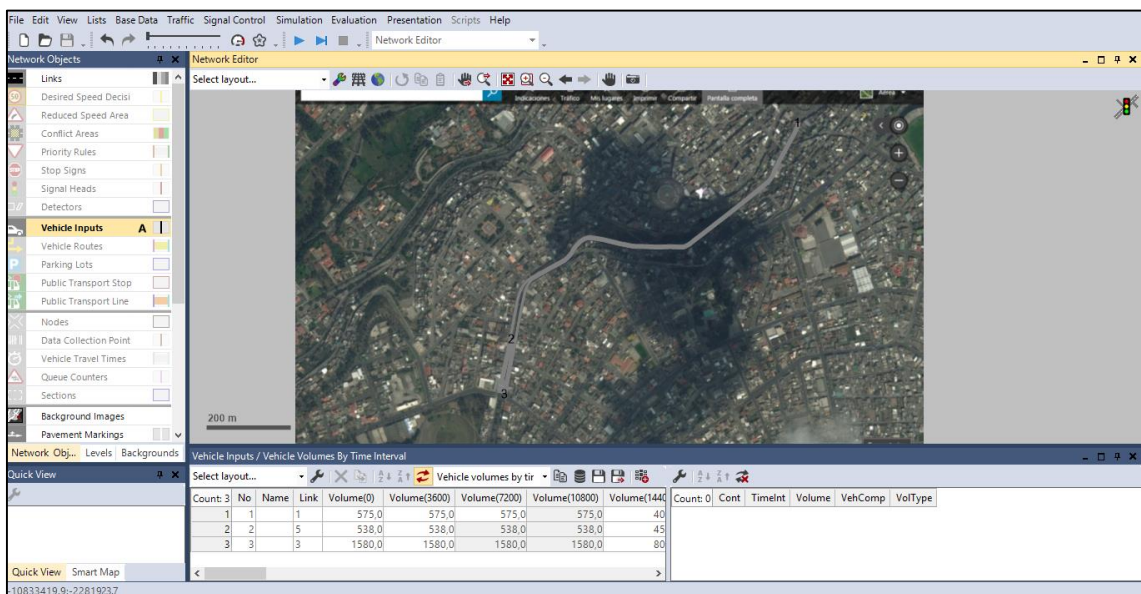 File Edit View Lists Base Data Traffic Signal Control Simulation Evaluation Presentation Scripts Help
Network Editor
Network Objects
Network Editor
Links
Select layout...
Desired Speed Decisi
Reduced Speed Area
Conflict Areas
Priority Rules
Stop Signs
Signal Heads
Detectors
Vehicle Inputs A
Vehicle Routes
Parking Lots
Public Transport Stop
Public Transport Line
Nodes
Data Collection Point
Vehicle Travel Times
Queue Counters
Sections
Background Images
Pavement Markings
Indicaciones Tráfico Mis lugares Imprime Compartir Pantalla completa
1
2
3
200 m
Network Obj... Levels Backgrounds
Vehicle Inputs / Vehicle Volumes By Time Interval
Quick View
Select layout... Vehicle volumes by tir
Count: 3 No Name Link Volume(0) Volume(3600) Volume(7200) Volume(10800) Volume(1440
1 1 1 575,0 575,0 575,0 575,0 40
2 2 5 538,0 538,0 538,0 538,0 45
3 3 3 1580,0 1580,0 1580,0 1580,0 80
Count: 0 Cont TimeInt Volume VehComp VolType
Quick View Smart Map
-10833419.9:-2281923.7